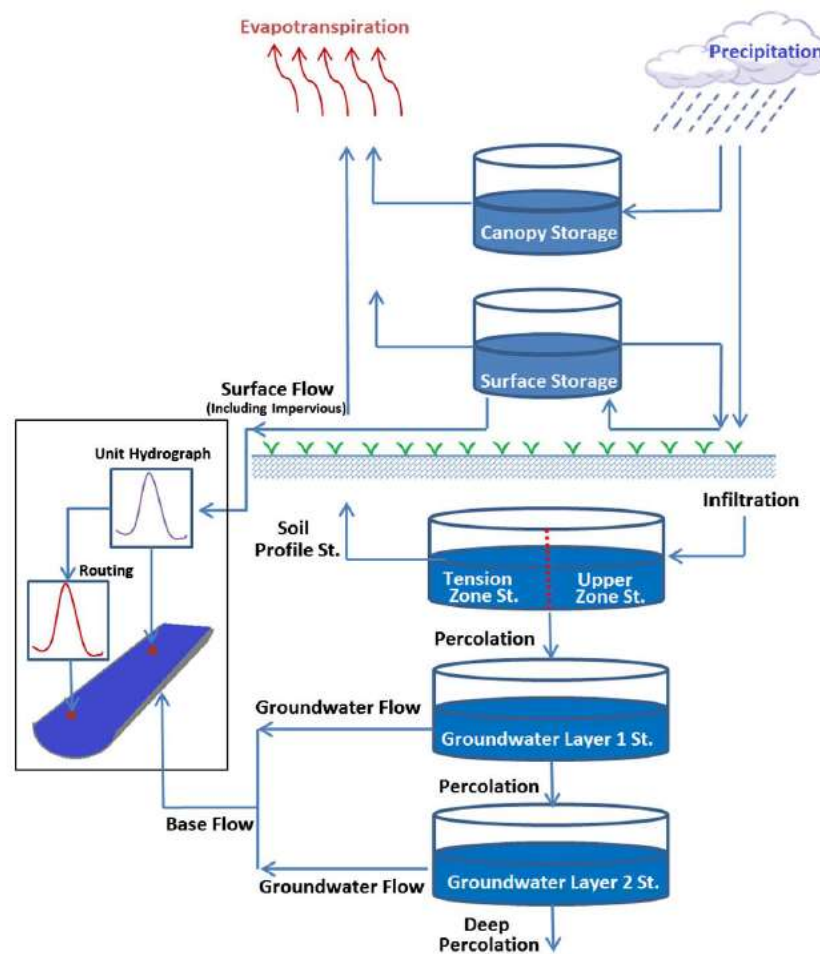 Evapotranspiration
Precipitation
Canopy Storage
Surface Storage
Surface Flow
(Including Impervious)
Unit Hydrograph
Infiltration
Soil
Profile St.
Tension
Zone St.
Upper
Zone St.
Routing
Percolation
Groundwater Flow
Groundwater Layer 1 St.
Percolation
Base Flow
Groundwater Flow
Groundwater Layer 2 St.
Deep
Percolation